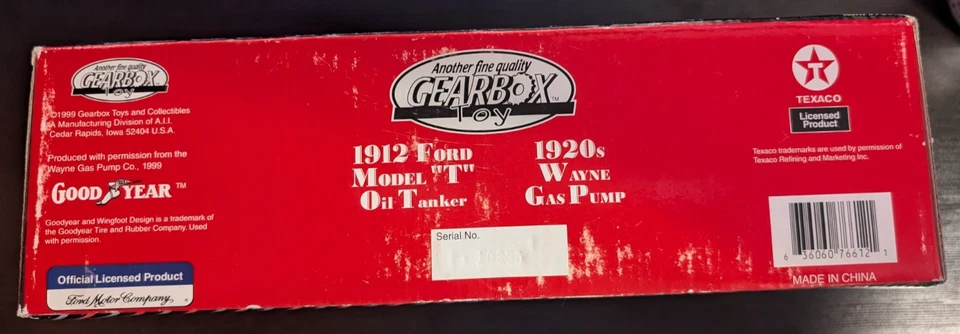 Another fine quality
GEARBOX
Toy
©1999 Gearbox Toys and Collectibles
A Manufacturing Division of A.I.I.
Cedar Rapids, Iowa 52404 U.S.A.
Produced with permission from the
Wayne Gas Pump Co., 1999
GOOD YEAR™
Goodyear and Wingfoot Design is a trademark of
the Goodyear Tire and Rubber Company. Used
with permission.
Official Licensed Product
Ford Motor Company ®
Another fine quality
GEARBOX™
Toy
1912 FORD
MODEL "T"
OIL TANKER
1920s
WAYNE
GAS PUMP
Serial.No.
T
TEXACO
Licensed
Product
Texaco trademarks are used by permission of
Texaco Refining and Marketing Inc.
6 36060 76612 1
MADE IN CHINA